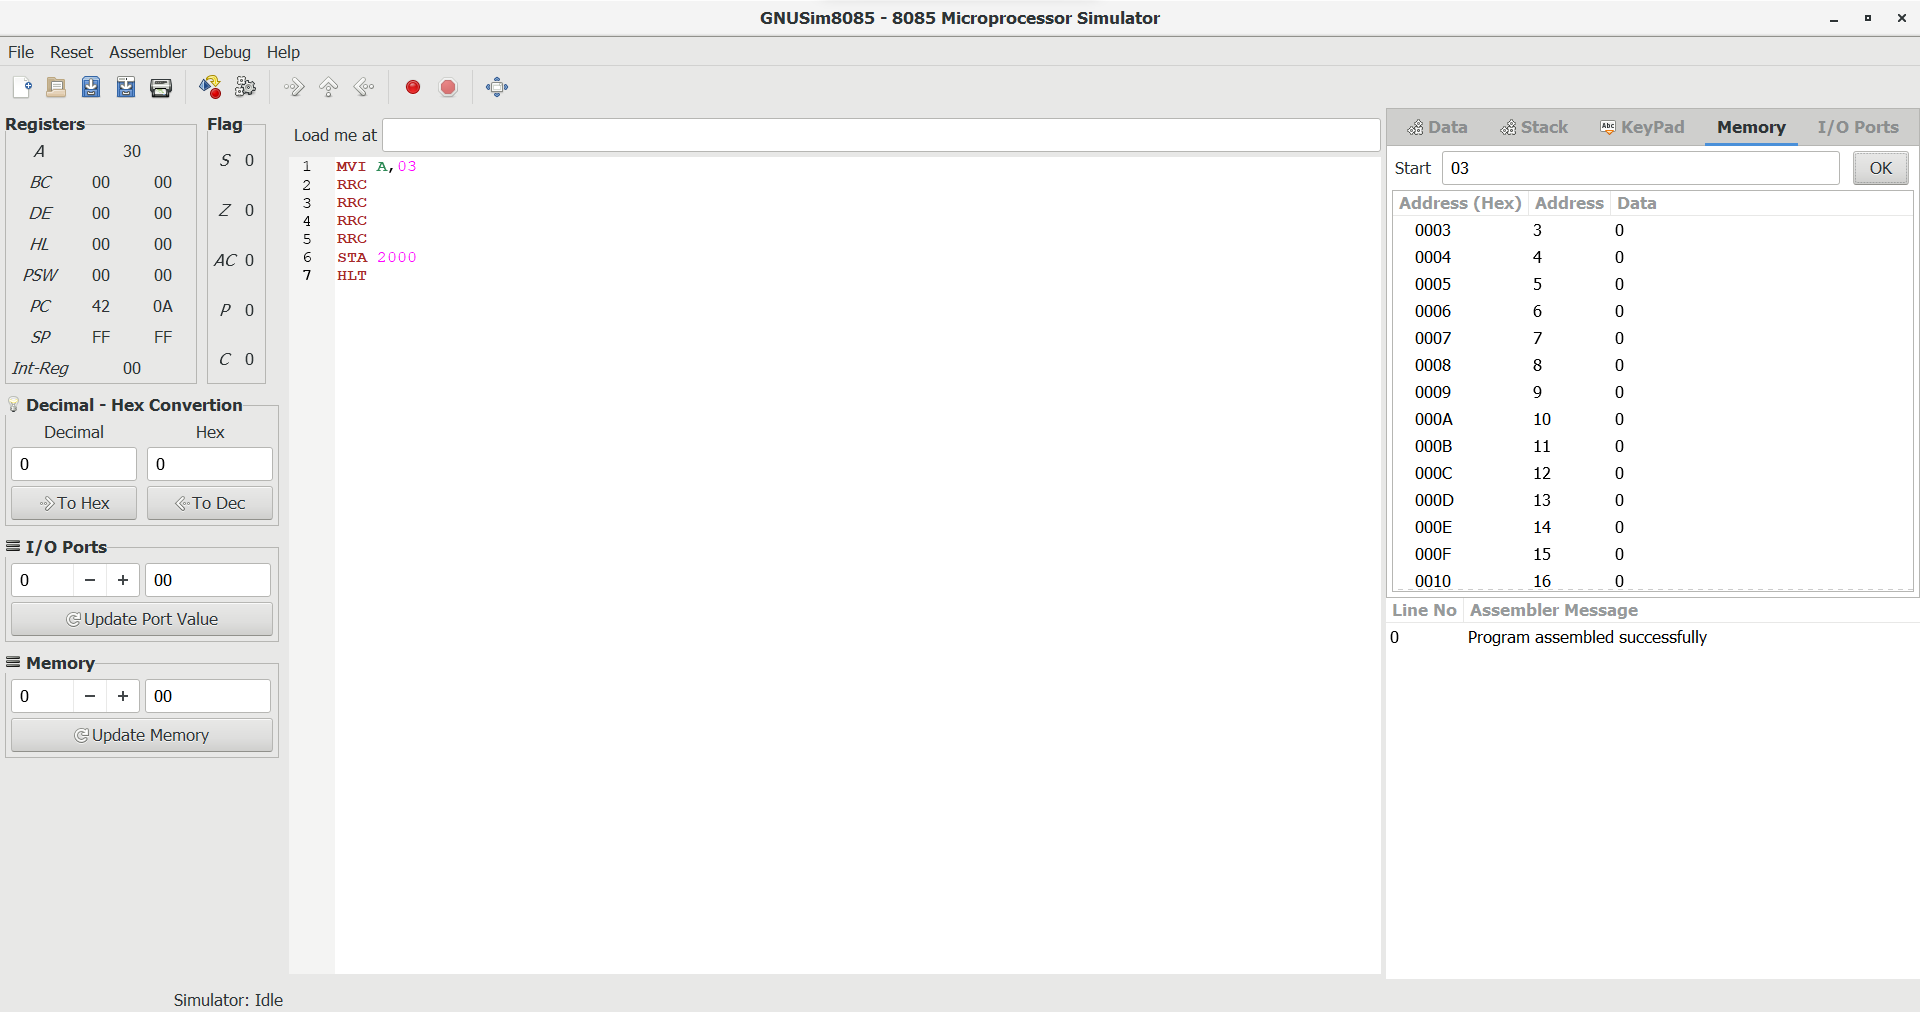 GNUSim8085 - 8085 Microprocessor Simulator
File Reset Assembler Debug Help
Registers
A 30
BC 00 00
DE 00 00
HL 00 00
PSW 00 00
PC 42 0A
SP FF FF
Int-Reg 00
Flag
S 0
Z 0
AC 0
P 0
C 0
Decimal - Hex Convertion
Decimal Hex
0 0
To Hex To Dec
I/O Ports
0 − + 00
Update Port Value
Memory
0 − + 00
Update Memory
Load me at
1 MVI A,03
2 RRC
3 RRC
4 RRC
5 RRC
6 STA 2000
7 HLT
Data Stack Abc KeyPad Memory I/O Ports
Start 03 OK
Address (Hex) Address Data
0003 3 0
0004 4 0
0005 5 0
0006 6 0
0007 7 0
0008 8 0
0009 9 0
000A 10 0
000B 11 0
000C 12 0
000D 13 0
000E 14 0
000F 15 0
0010 16 0
Line No Assembler Message
0 Program assembled successfully
Simulator: Idle